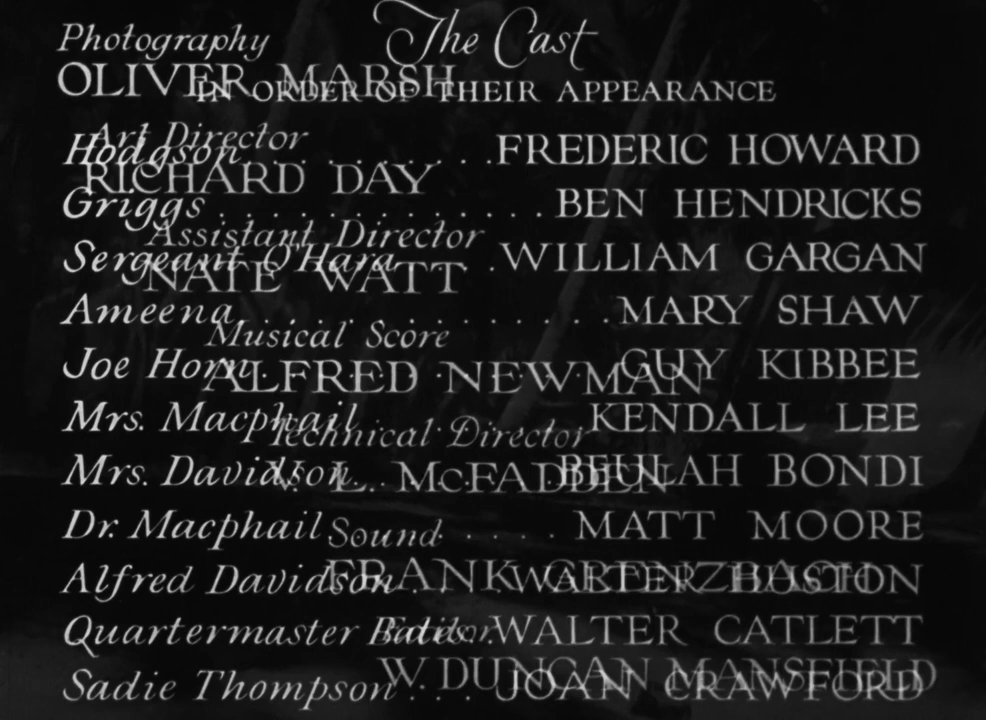 Photography
OLIVER MARSH
Art Director
RICHARD DAY
Assistant Director
NATE WATT
Musical Score
ALFRED NEWMAN
Technical Director
W. L. McFADDEN
Sound
FRANK GRENZBACH
Editor
W. DUNCAN MANSFIELD
The Cast
IN ORDER OF THEIR APPEARANCE
Hodgson . . . . . . . . . FREDERIC HOWARD
Griggs . . . . . . . . . . . . . . BEN HENDRICKS
Sergeant O'Hara . . . . WILLIAM GARGAN
Ameena . . . . . . . . . . . . . . . . MARY SHAW
Joe Horn . . . . . . . . . . . . . GUY KIBBEE
Mrs. Macphail . . . . . . . . KENDALL LEE
Mrs. Davidson . . . . . . . . BEULAH BONDI
Dr. Macphail . . . . . . . . . MATT MOORE
Alfred Davidson . . . WALTER HUSTON
Quartermaster Bates . . WALTER CATLETT
Sadie Thompson . . . . JOAN CRAWFORD